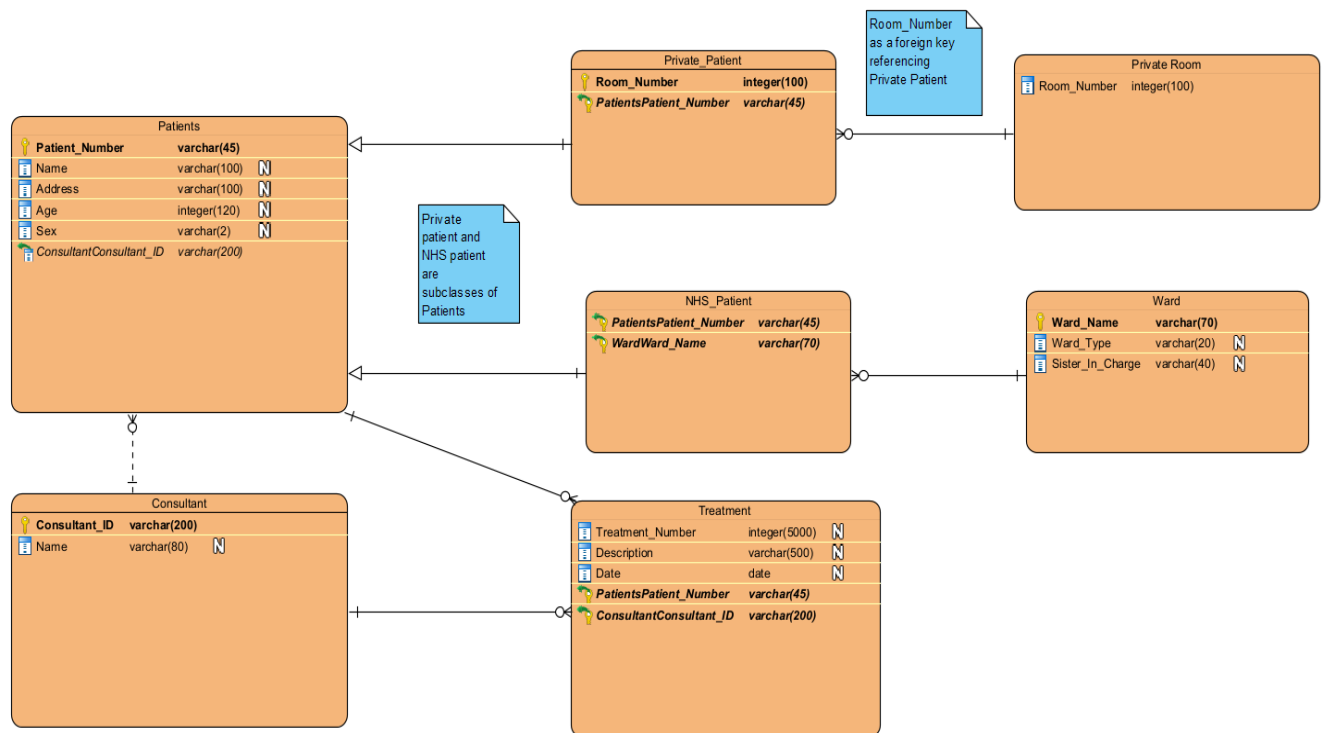 Patients
Patient_Number varchar(45)
Name varchar(100) N
Address varchar(100) N
Age integer(120) N
Sex varchar(2) N
ConsultantConsultant_ID varchar(200)
Private_Patient
Room_Number integer(100)
PatientsPatient_Number varchar(45)
Room_Number
as a foreign key
referencing
Private Patient
Private Room
Room_Number integer(100)
Private
patient and
NHS patient
are
subclasses of
Patients
NHS_Patient
PatientsPatient_Number varchar(45)
WardWard_Name varchar(70)
Ward
Ward_Name varchar(70)
Ward_Type varchar(20) N
Sister_In_Charge varchar(40) N
Consultant
Consultant_ID varchar(200)
Name varchar(80) N
Treatment
Treatment_Number integer(5000) N
Description varchar(500) N
Date date N
PatientsPatient_Number varchar(45)
ConsultantConsultant_ID varchar(200)